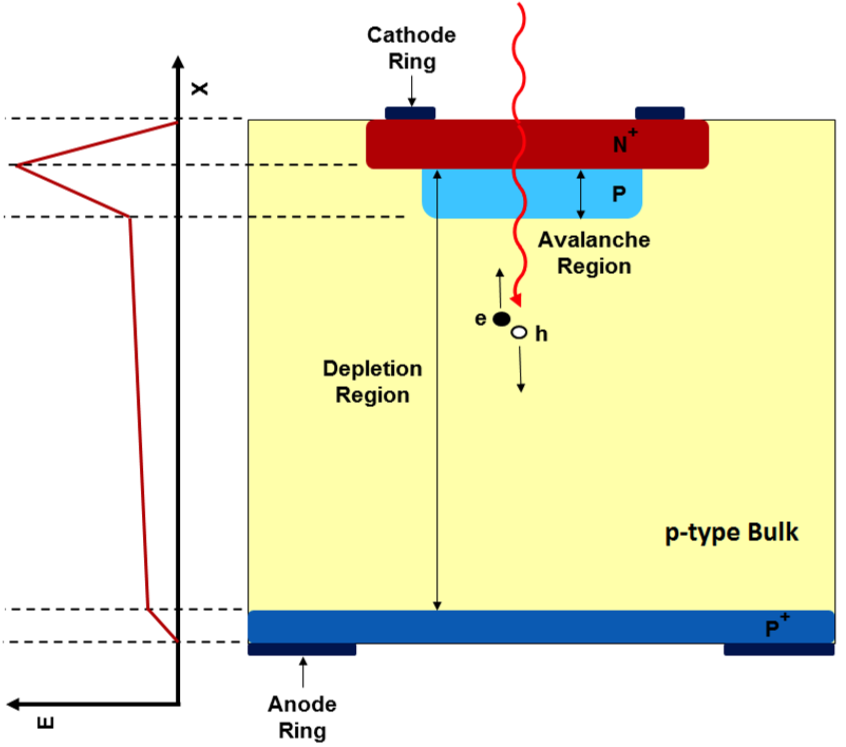 Cathode
Ring
X
N+
P
Avalanche
Region
e
h
Depletion
Region
p-type Bulk
P+
E
Anode
Ring